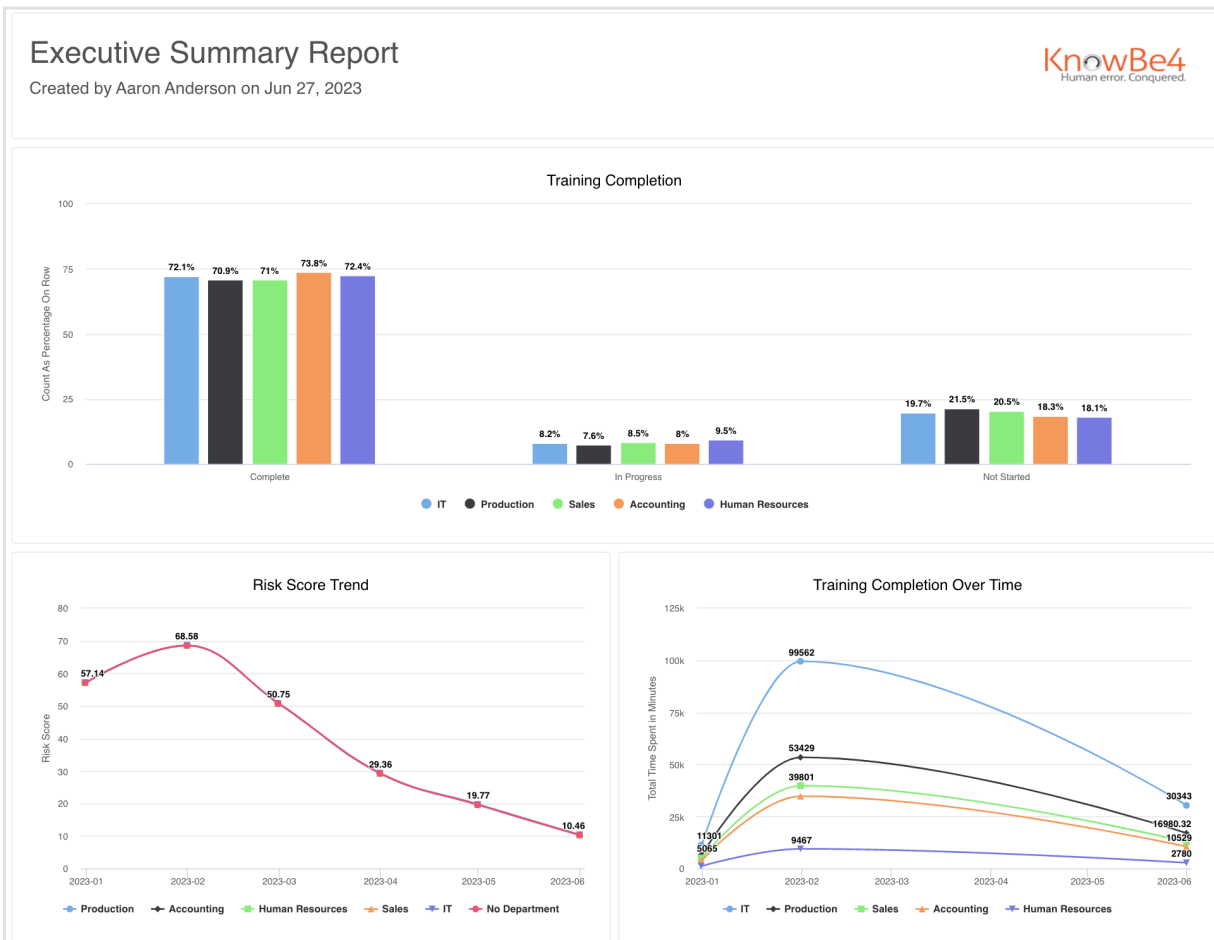 Executive Summary Report
Created by Aaron Anderson on Jun 27, 2023
KnowBe4
Human error. Conquered.
Training Completion
Count As Percentage On Row
100
75
50
25
0
72.1% 70.9% 71% 73.8% 72.4%
8.2% 7.6% 8.5% 8% 9.5%
19.7% 21.5% 20.5% 18.3% 18.1%
Complete In Progress Not Started
IT Production Sales Accounting Human Resources
Risk Score Trend
Risk Score
80
70
60
50
40
30
20
10
0
57.14
68.58
50.75
29.36
19.77
10.46
2023-01 2023-02 2023-03 2023-04 2023-05 2023-06
Production Accounting Human Resources Sales IT No Department
Training Completion Over Time
Total Time Spent in Minutes
125k
100k
75k
50k
25k
0
99562
53429
39801
9467
11301
5065
30343
16980.32
10529
2780
2023-01 2023-02 2023-03 2023-04 2023-05 2023-06
IT Production Sales Accounting Human Resources